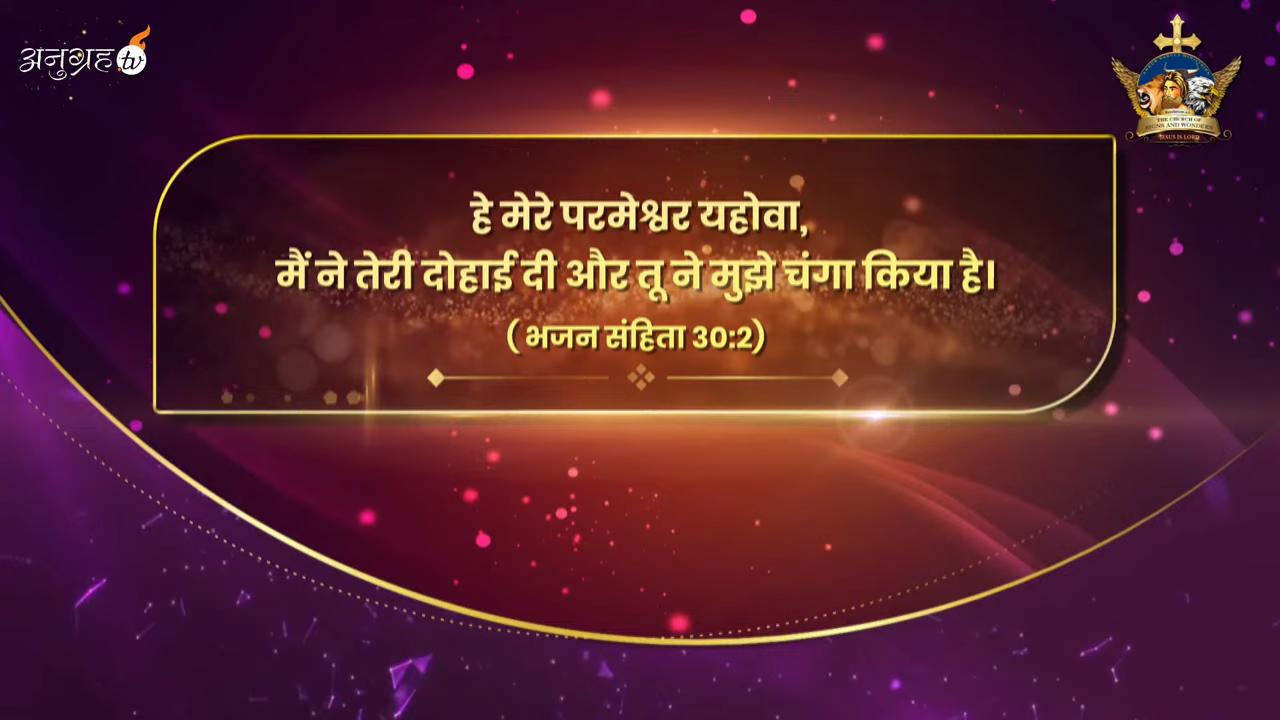 अनुग्रह.tv
हे मेरे परमेश्वर यहोवा,
मैं ने तेरी दोहाई दी और तू ने मुझे चंगा किया है।
( भजन संहिता 30:2)
THE CHURCH OF
SIGNS AND WONDERS
JESUS IS LORD